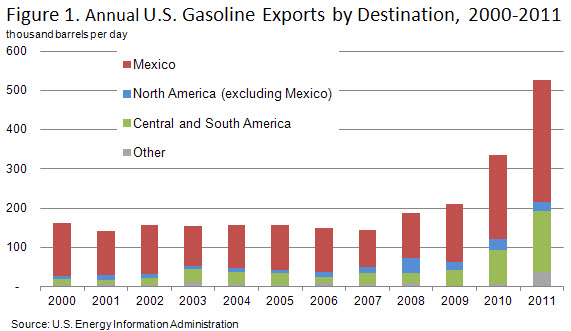 Figure 1. Annual U.S. Gasoline Exports by Destination, 2000-2011
thousand barrels per day
600
Mexico
500
North America (excluding Mexico)
400
Central and South America
Other
300
200
100
-
2000 2001 2002 2003 2004 2005 2006 2007 2008 2009 2010 2011
Source: U.S. Energy Information Administration